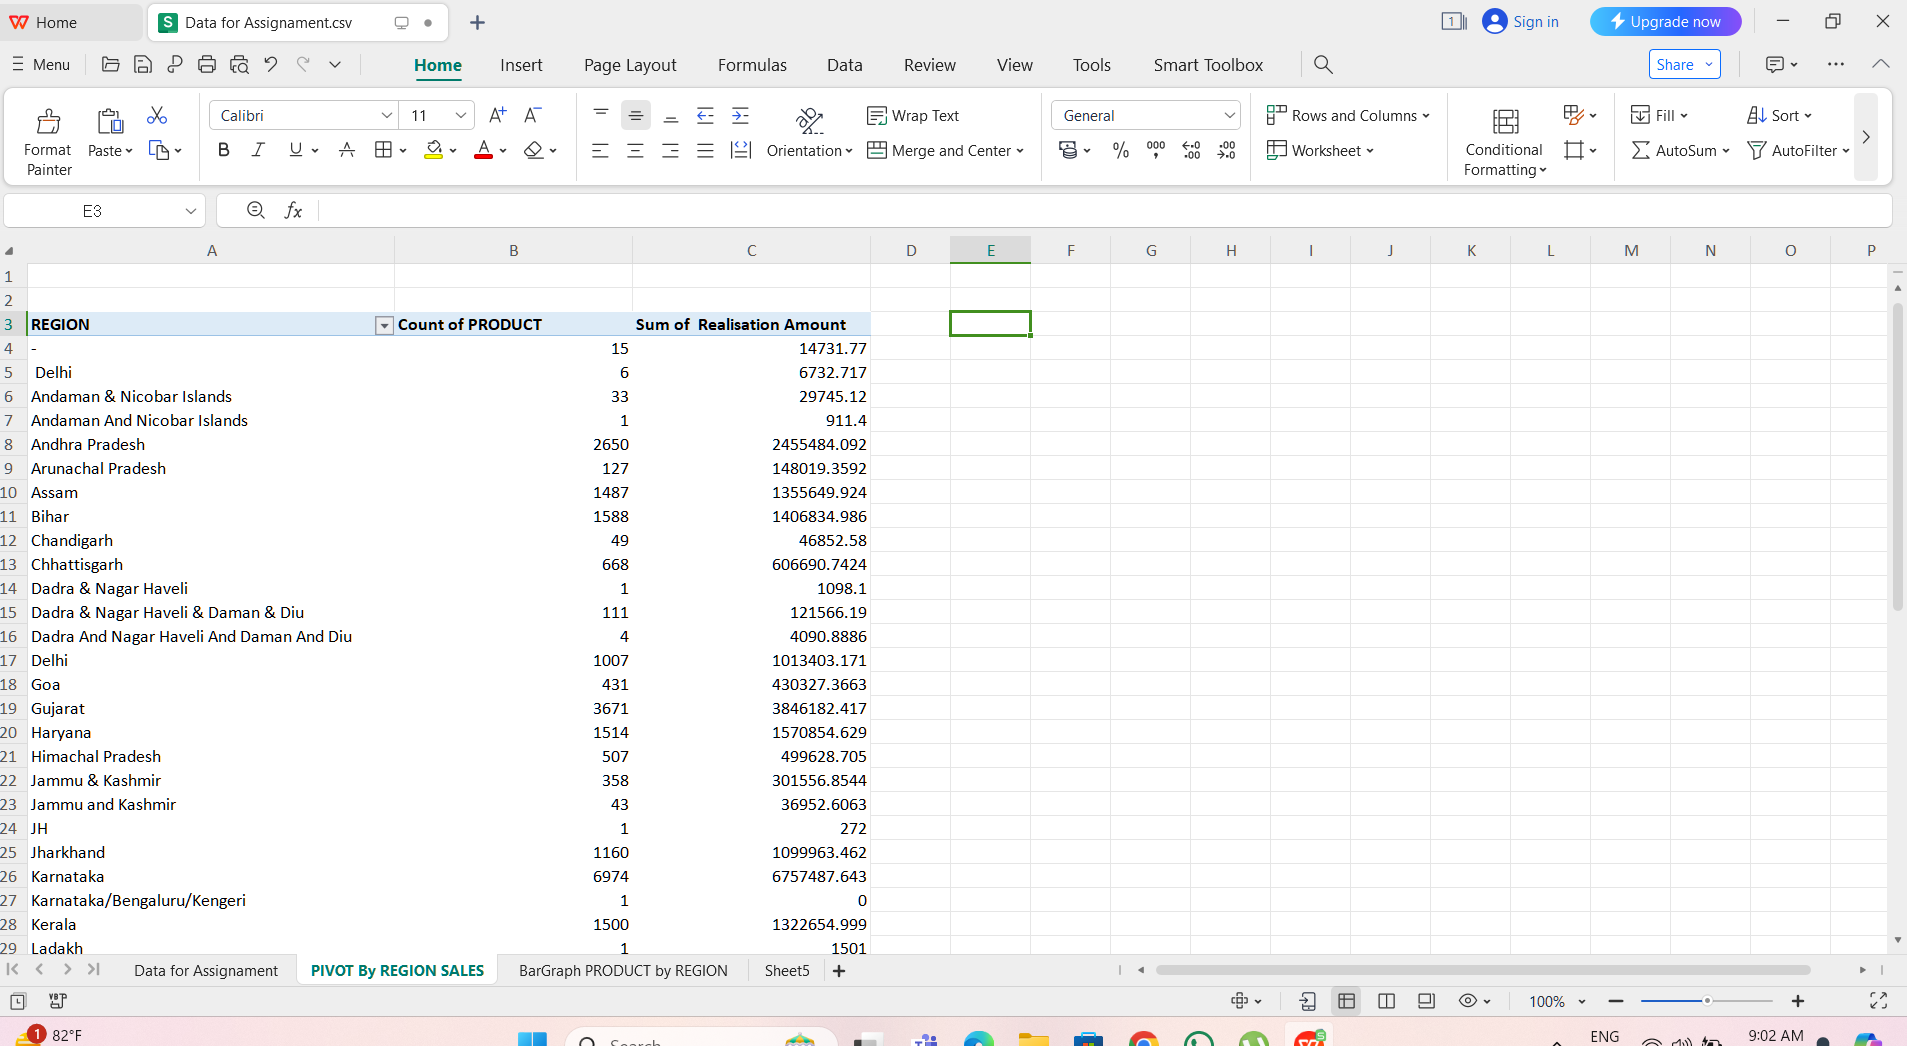 Home
Data for Assignament.csv
1
Sign in
Upgrade now
Menu
Home Insert Page Layout Formulas Data Review View Tools Smart Toolbox
Share
Calibri 11
Wrap Text
General
Rows and Columns
Fill
Sort
Format Painter
Paste
B I U A A
Orientation
Merge and Center
% 000
Worksheet
Conditional Formatting
AutoSum
AutoFilter
E3
fx
A B C D E F G H I J K L M N O P
1
2
3 REGION Count of PRODUCT Sum of  Realisation Amount
4 - 15 14731.77
5 Delhi 6 6732.717
6 Andaman & Nicobar Islands 33 29745.12
7 Andaman And Nicobar Islands 1 911.4
8 Andhra Pradesh 2650 2455484.092
9 Arunachal Pradesh 127 148019.3592
10 Assam 1487 1355649.924
11 Bihar 1588 1406834.986
12 Chandigarh 49 46852.58
13 Chhattisgarh 668 606690.7424
14 Dadra & Nagar Haveli 1 1098.1
15 Dadra & Nagar Haveli & Daman & Diu 111 121566.19
16 Dadra And Nagar Haveli And Daman And Diu 4 4090.8886
17 Delhi 1007 1013403.171
18 Goa 431 430327.3663
19 Gujarat 3671 3846182.417
20 Haryana 1514 1570854.629
21 Himachal Pradesh 507 499628.705
22 Jammu & Kashmir 358 301556.8544
23 Jammu and Kashmir 43 36952.6063
24 JH 1 272
25 Jharkhand 1160 1099963.462
26 Karnataka 6974 6757487.643
27 Karnataka/Bengaluru/Kengeri 1 0
28 Kerala 1500 1322654.999
29 Ladakh 1 1501
Data for Assignament PIVOT By REGION SALES BarGraph PRODUCT by REGION Sheet5
100%
1
82°F
Search
ENG
9:02 AM